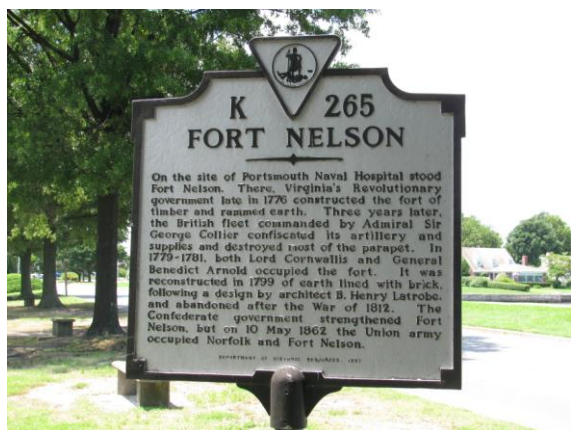 K 265
FORT NELSON
On the site of Portsmouth Naval Hospital stood
Fort Nelson. There, Virginia's Revolutionary
government late in 1776 constructed the fort of
timber and rammed earth. Three years later,
the British fleet commanded by Admiral Sir
George Collier confiscated its artillery and
supplies and destroyed most of the parapet. In
1779-1781, both Lord Cornwallis and General
Benedict Arnold occupied the fort. It was
reconstructed in 1799 of earth lined with brick,
following a design by architect B. Henry Latrobe,
and abandoned after the War of 1812. The
Confederate government strengthened Fort
Nelson, but on 10 May 1862 the Union army
occupied Norfolk and Fort Nelson.
DEPARTMENT OF HISTORIC RESOURCES, 1997